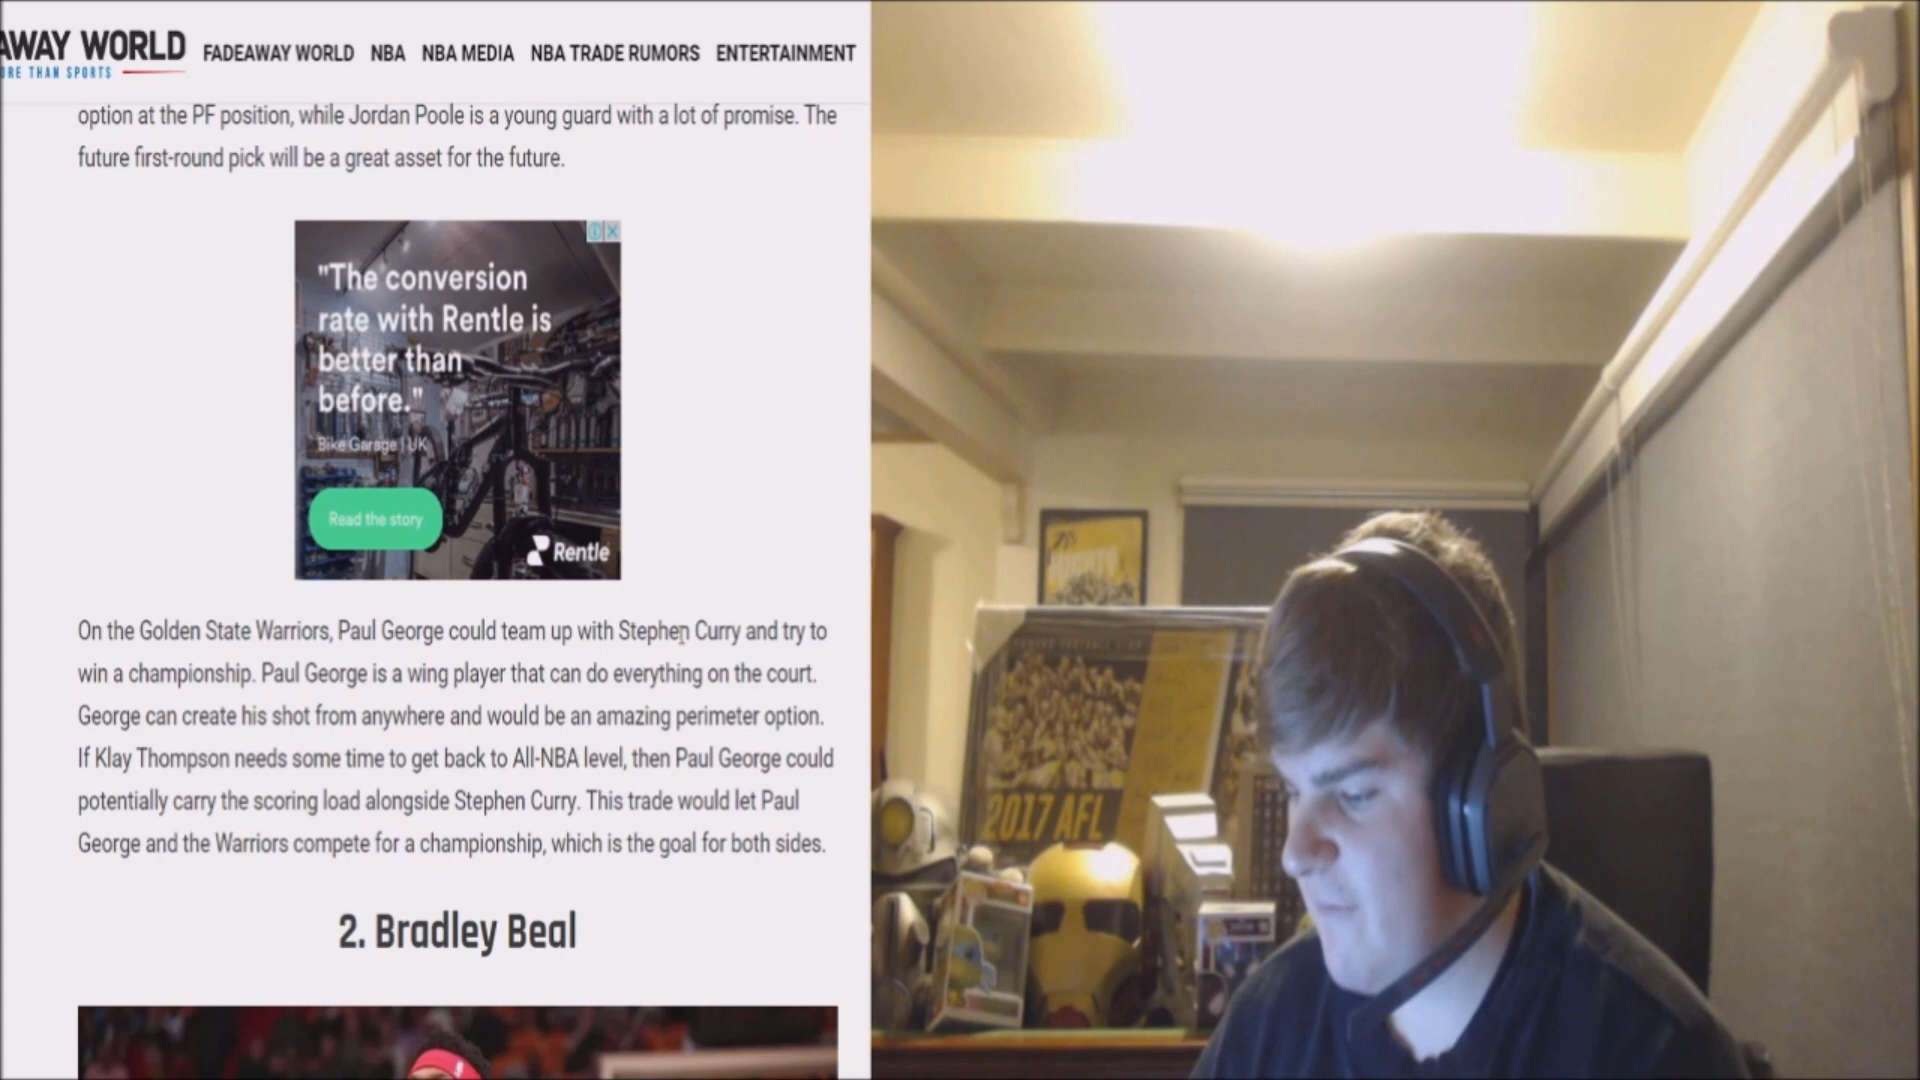 AWAY WORLD
ORE THAN SPORTS
FADEAWAY WORLD NBA NBA MEDIA NBA TRADE RUMORS ENTERTAINMENT
option at the PF position, while Jordan Poole is a young guard with a lot of promise. The
future first-round pick will be a great asset for the future.
"The conversion
rate with Rentle is
better than
before."
Bike Garage | UK
Read the story
Rentle
On the Golden State Warriors, Paul George could team up with Stephen Curry and try to
win a championship. Paul George is a wing player that can do everything on the court.
George can create his shot from anywhere and would be an amazing perimeter option.
If Klay Thompson needs some time to get back to All-NBA level, then Paul George could
potentially carry the scoring load alongside Stephen Curry. This trade would let Paul
George and the Warriors compete for a championship, which is the goal for both sides.
2. Bradley Beal
2017 AFL